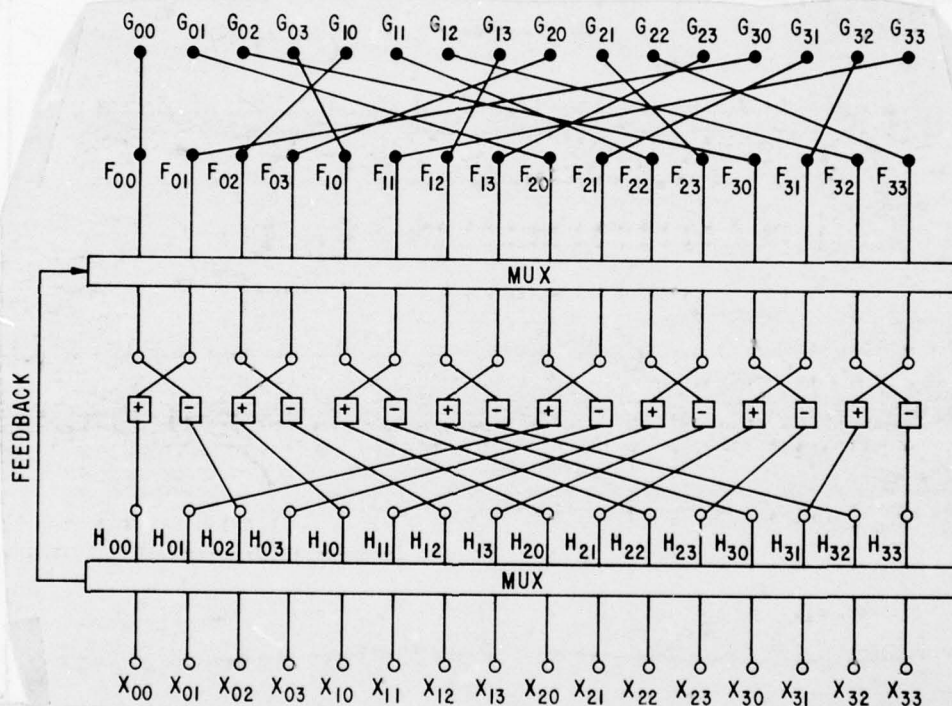 G00 G01 G02 G03 G10 G11 G12 G13 G20 G21 G22 G23 G30 G31 G32 G33
F00 F01 F02 F03 F10 F11 F12 F13 F20 F21 F22 F23 F30 F31 F32 F33
MUX
FEEDBACK
+ - + - + - + - + - + - + - + -
H00 H01 H02 H03 H10 H11 H12 H13 H20 H21 H22 H23 H30 H31 H32 H33
MUX
X00 X01 X02 X03 X10 X11 X12 X13 X20 X21 X22 X23 X30 X31 X32 X33